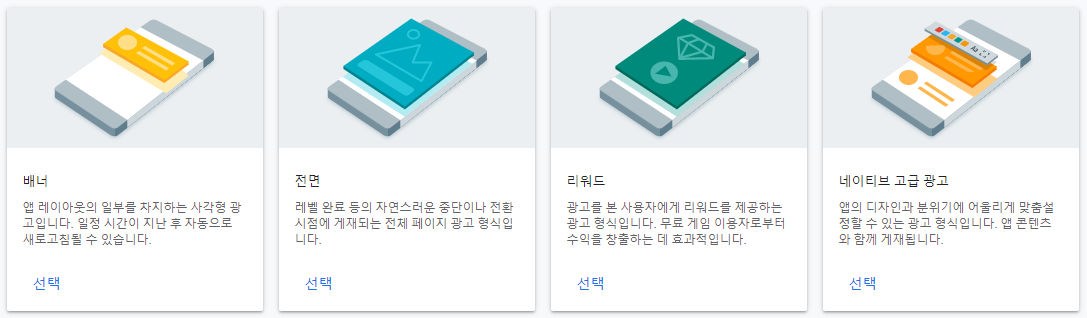 배너
앱 레이아웃의 일부를 차지하는 사각형 광
고입니다. 일정 시간이 지난 후 자동으로
새로고침될 수 있습니다.
선택
전면
레벨 완료 등의 자연스러운 중단이나 전환
시점에 게재되는 전체 페이지 광고 형식입
니다.
선택
리워드
광고를 본 사용자에게 리워드를 제공하는
광고 형식입니다. 무료 게임 이용자로부터
수익을 창출하는 데 효과적입니다.
선택
Aa
네이티브 고급 광고
앱의 디자인과 분위기에 어울리게 맞춤설
정할 수 있는 광고 형식입니다. 앱 콘텐츠
와 함께 게재됩니다.
선택